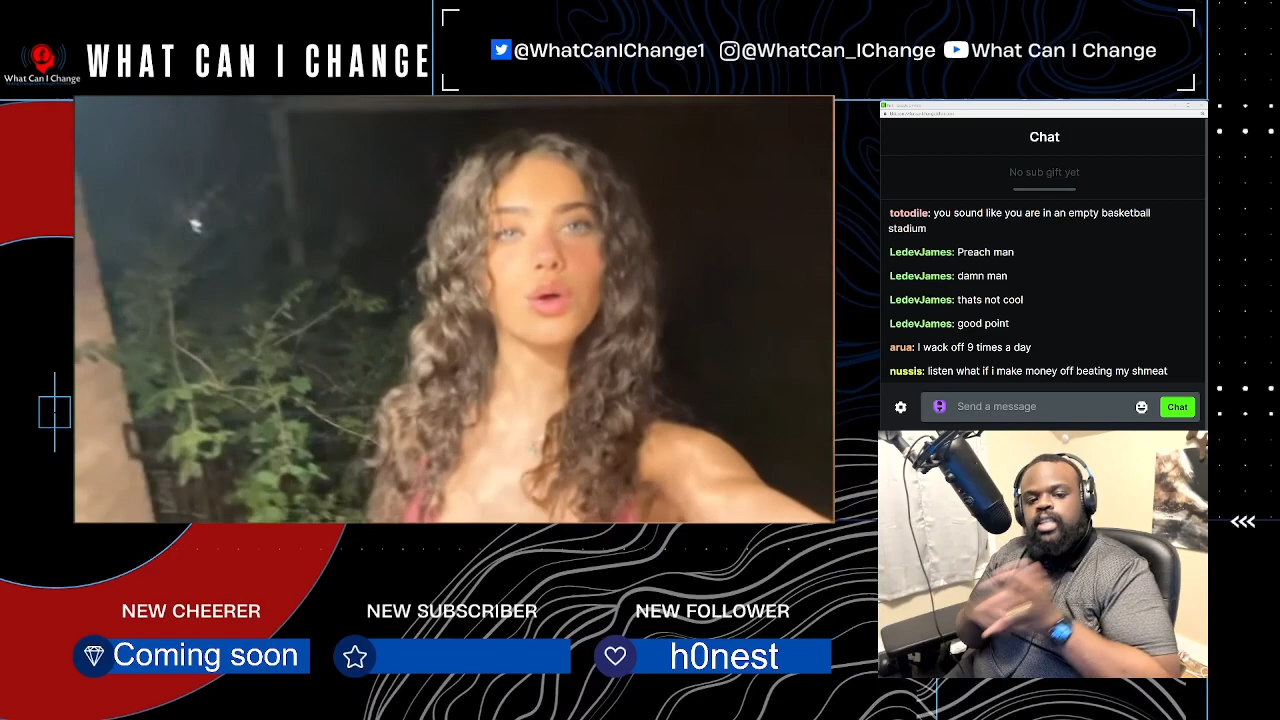 What Can I Change
WHAT CAN I CHANGE
@WhatCanIChange1 @WhatCan_IChange What Can I Change
Chat
No sub gift yet
totodile: you sound like you are in an empty basketball
stadium
LedevJames: Preach man
LedevJames: damn man
LedevJames: thats not cool
LedevJames: good point
arua: I wack off 9 times a day
nussis: listen what if i make money off beating my shmeat
Send a message
Chat
NEW CHEERER
NEW SUBSCRIBER
NEW FOLLOWER
Coming soon
h0nest